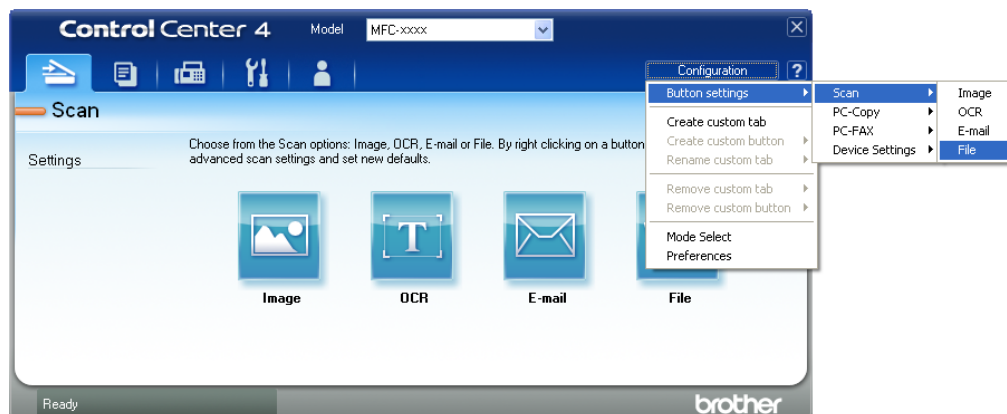 Control Center 4 Model MFC-xxxx
Configuration ?
Scan
Settings
Choose from the Scan options: Image, OCR, E-mail or File. By right clicking on a button
advanced scan settings and set new defaults.
Image
OCR
E-mail
File
Button settings
Create custom tab
Create custom button
Rename custom tab
Remove custom tab
Remove custom button
Mode Select
Preferences
Scan
PC-Copy
PC-FAX
Device Settings
Image
OCR
E-mail
File
Ready
brother